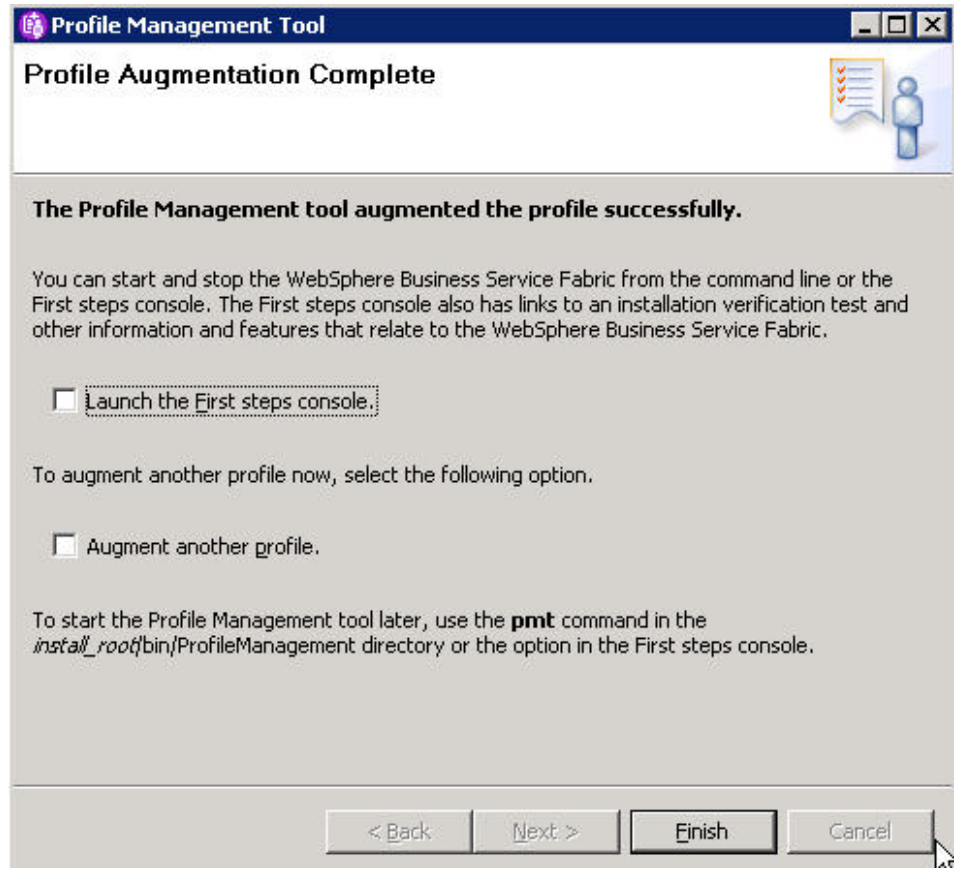 Profile Management Tool
Profile Augmentation Complete
The Profile Management tool augmented the profile successfully.
You can start and stop the WebSphere Business Service Fabric from the command line or the
First steps console. The First steps console also has links to an installation verification test and
other information and features that relate to the WebSphere Business Service Fabric.
Launch the First steps console.
To augment another profile now, select the following option.
Augment another profile.
To start the Profile Management tool later, use the pmt command in the
install_root/bin/ProfileManagement directory or the option in the First steps console.
< Back Next > Finish Cancel